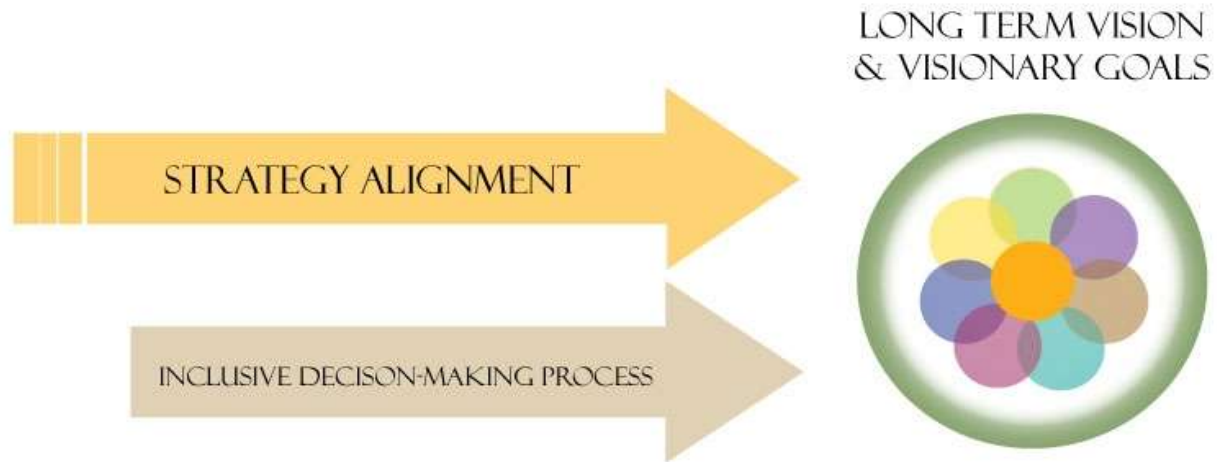 LONG TERM VISION
& VISIONARY GOALS
STRATEGY ALIGNMENT
INCLUSIVE DECISON-MAKING PROCESS